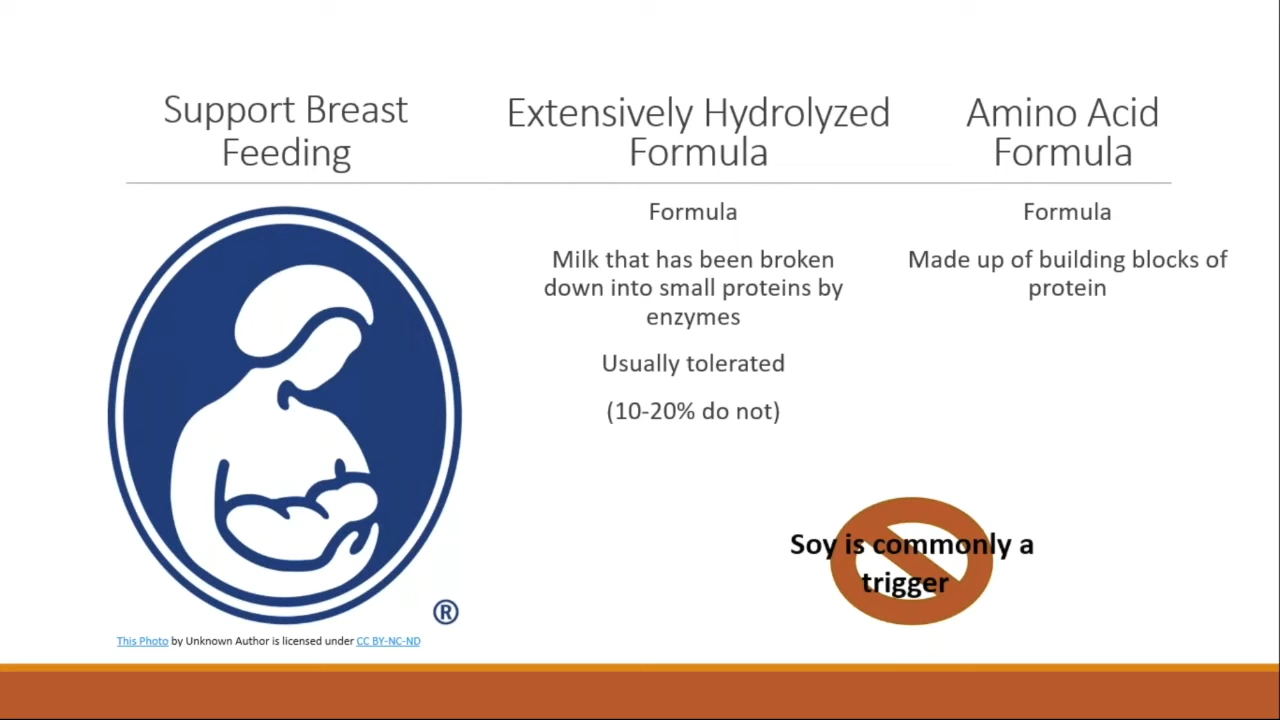 Support Breast
Feeding
Extensively Hydrolyzed
Formula
Amino Acid
Formula
Formula
Milk that has been broken
down into small proteins by
enzymes
Usually tolerated
(10-20% do not)
Formula
Made up of building blocks of
protein
Soy is commonly a
trigger
®
This Photo by Unknown Author is licensed under CC BY-NC-ND